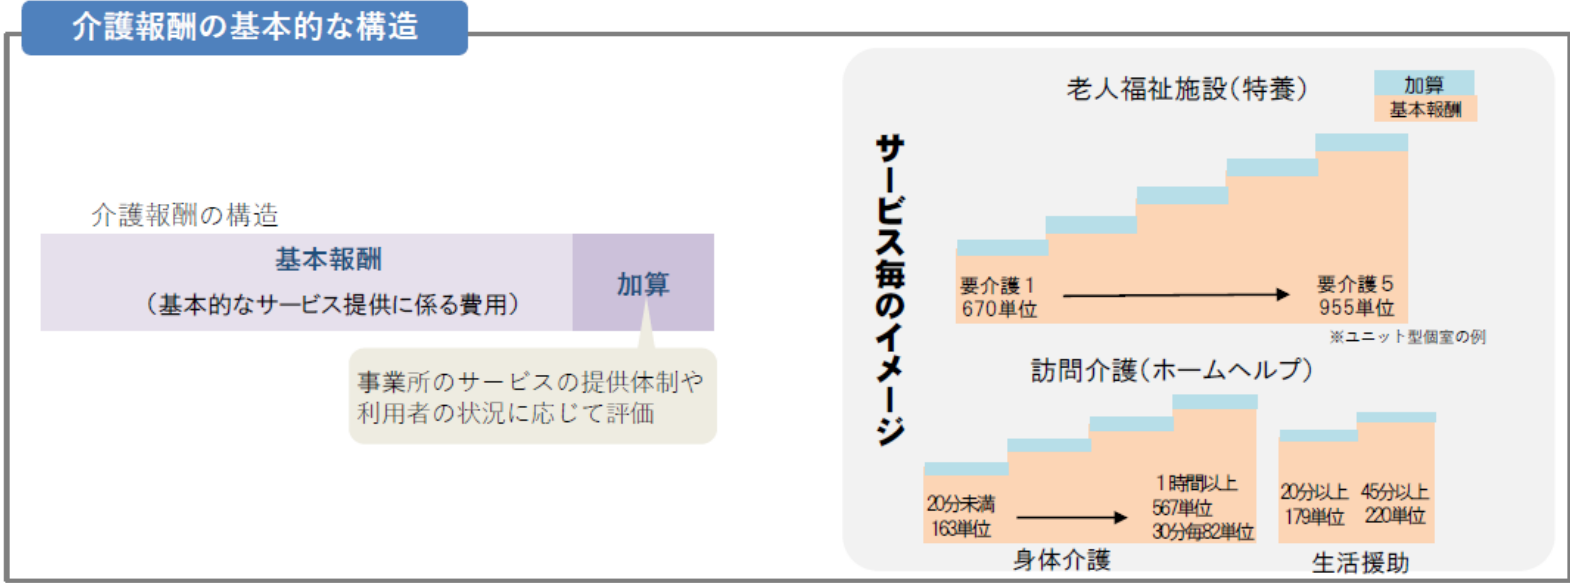 介護報酬の基本的な構造
介護報酬の構造
基本報酬
（基本的なサービス提供に係る費用）
加算
事業所のサービスの提供体制や
利用者の状況に応じて評価
サービス毎のイメージ
老人福祉施設（特養）
加算
基本報酬
要介護１
670単位
要介護５
955単位
※ユニット型個室の例
訪問介護（ホームヘルプ）
20分未満
163単位
１時間以上
567単位
30分毎82単位
身体介護
20分以上
179単位
45分以上
220単位
生活援助